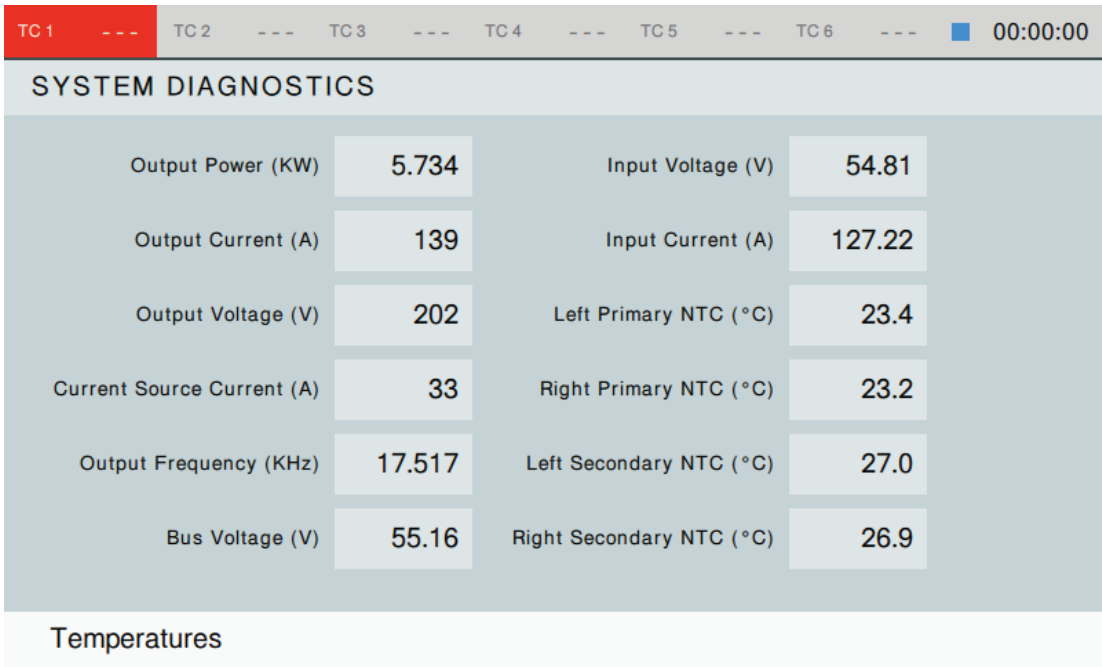 TC 1 - - - TC 2 - - - TC 3 - - - TC 4 - - - TC 5 - - - TC 6 - - - 00:00:00
SYSTEM DIAGNOSTICS
Output Power (KW) 5.734 Input Voltage (V) 54.81
Output Current (A) 139 Input Current (A) 127.22
Output Voltage (V) 202 Left Primary NTC (°C) 23.4
Current Source Current (A) 33 Right Primary NTC (°C) 23.2
Output Frequency (KHz) 17.517 Left Secondary NTC (°C) 27.0
Bus Voltage (V) 55.16 Right Secondary NTC (°C) 26.9
Temperatures